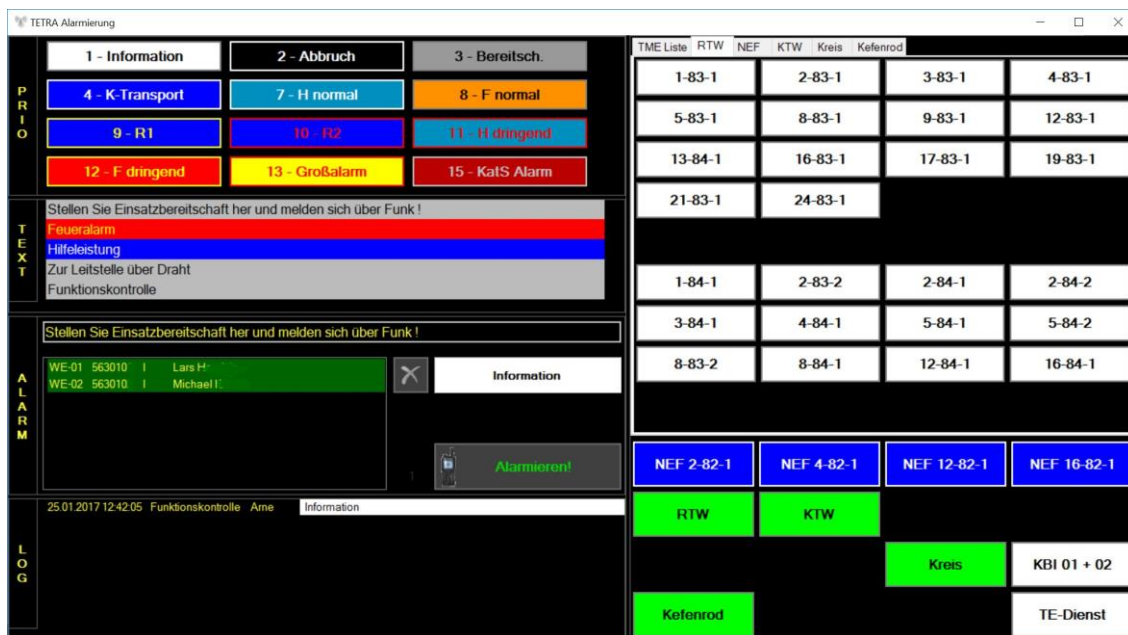 TETRA Alarmierung
PRIO
1 - Information 2 - Abbruch 3 - Bereitsch.
4 - K-Transport 7 - H normal 8 - F normal
9 - R1 10 - R2 11 - H dringend
12 - F dringend 13 - Großalarm 15 - KatS Alarm
TEXT
Stellen Sie Einsatzbereitschaft her und melden sich über Funk !
Feueralarm
Hilfeleistung
Zur Leitstelle über Draht
Funktionskontrolle
ALARM
Stellen Sie Einsatzbereitschaft her und melden sich über Funk !
WE-01 563010 I Lars
WE-02 563010 I Michael
Information
1
Alarmieren!
LOG
25.01.2017 12:42:05 Funktionskontrolle Arne Information
TME Liste RTW NEF KTW Kreis Kefenrod
1-83-1 2-83-1 3-83-1 4-83-1
5-83-1 8-83-1 9-83-1 12-83-1
13-84-1 16-83-1 17-83-1 19-83-1
21-83-1 24-83-1
1-84-1 2-83-2 2-84-1 2-84-2
3-84-1 4-84-1 5-84-1 5-84-2
8-83-2 8-84-1 12-84-1 16-84-1
NEF 2-82-1 NEF 4-82-1 NEF 12-82-1 NEF 16-82-1
RTW KTW
Kreis KBI 01 + 02
Kefenrod TE-Dienst